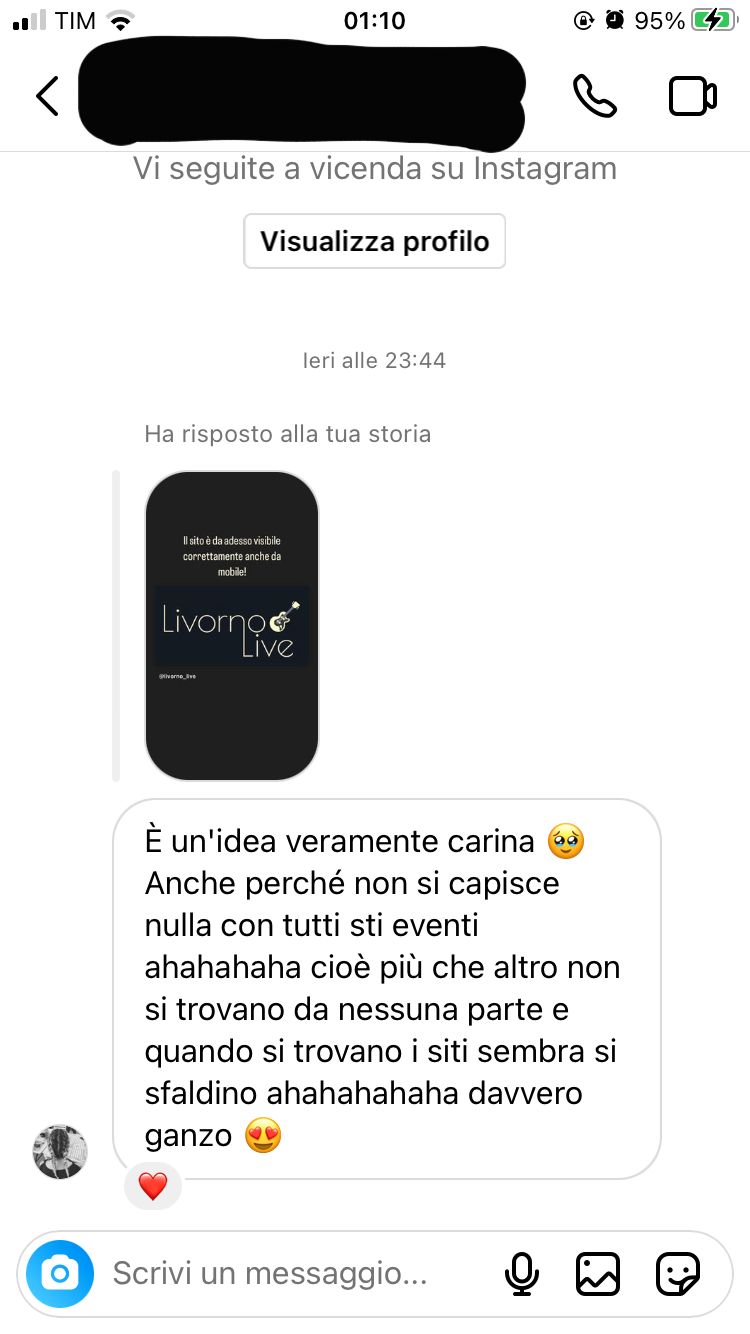 TIM
01:10
95%
Vi seguite a vicenda su Instagram
Visualizza profilo
Ieri alle 23:44
Ha risposto alla tua storia
Il sito è da adesso visibile
correttamente anche da
mobile!
Livorno
Live
@livorno_live
È un'idea veramente carina 🥹
Anche perché non si capisce
nulla con tutti sti eventi
ahahahaha cioè più che altro non
si trovano da nessuna parte e
quando si trovano i siti sembra si
sfaldino ahahahahaha davvero
ganzo 😍
❤️
Scrivi un messaggio...